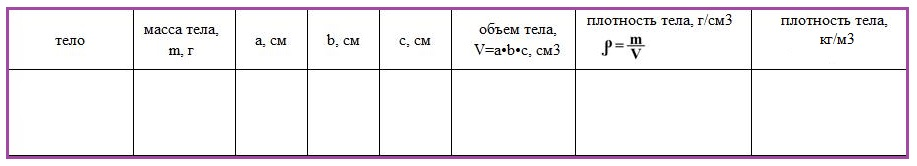 тело
масса тела,
m, г
a, см
b, см
c, см
объем тела,
V=a•b•c, см3
плотность тела, г/см3
ρ = m/V
плотность тела,
кг/м3